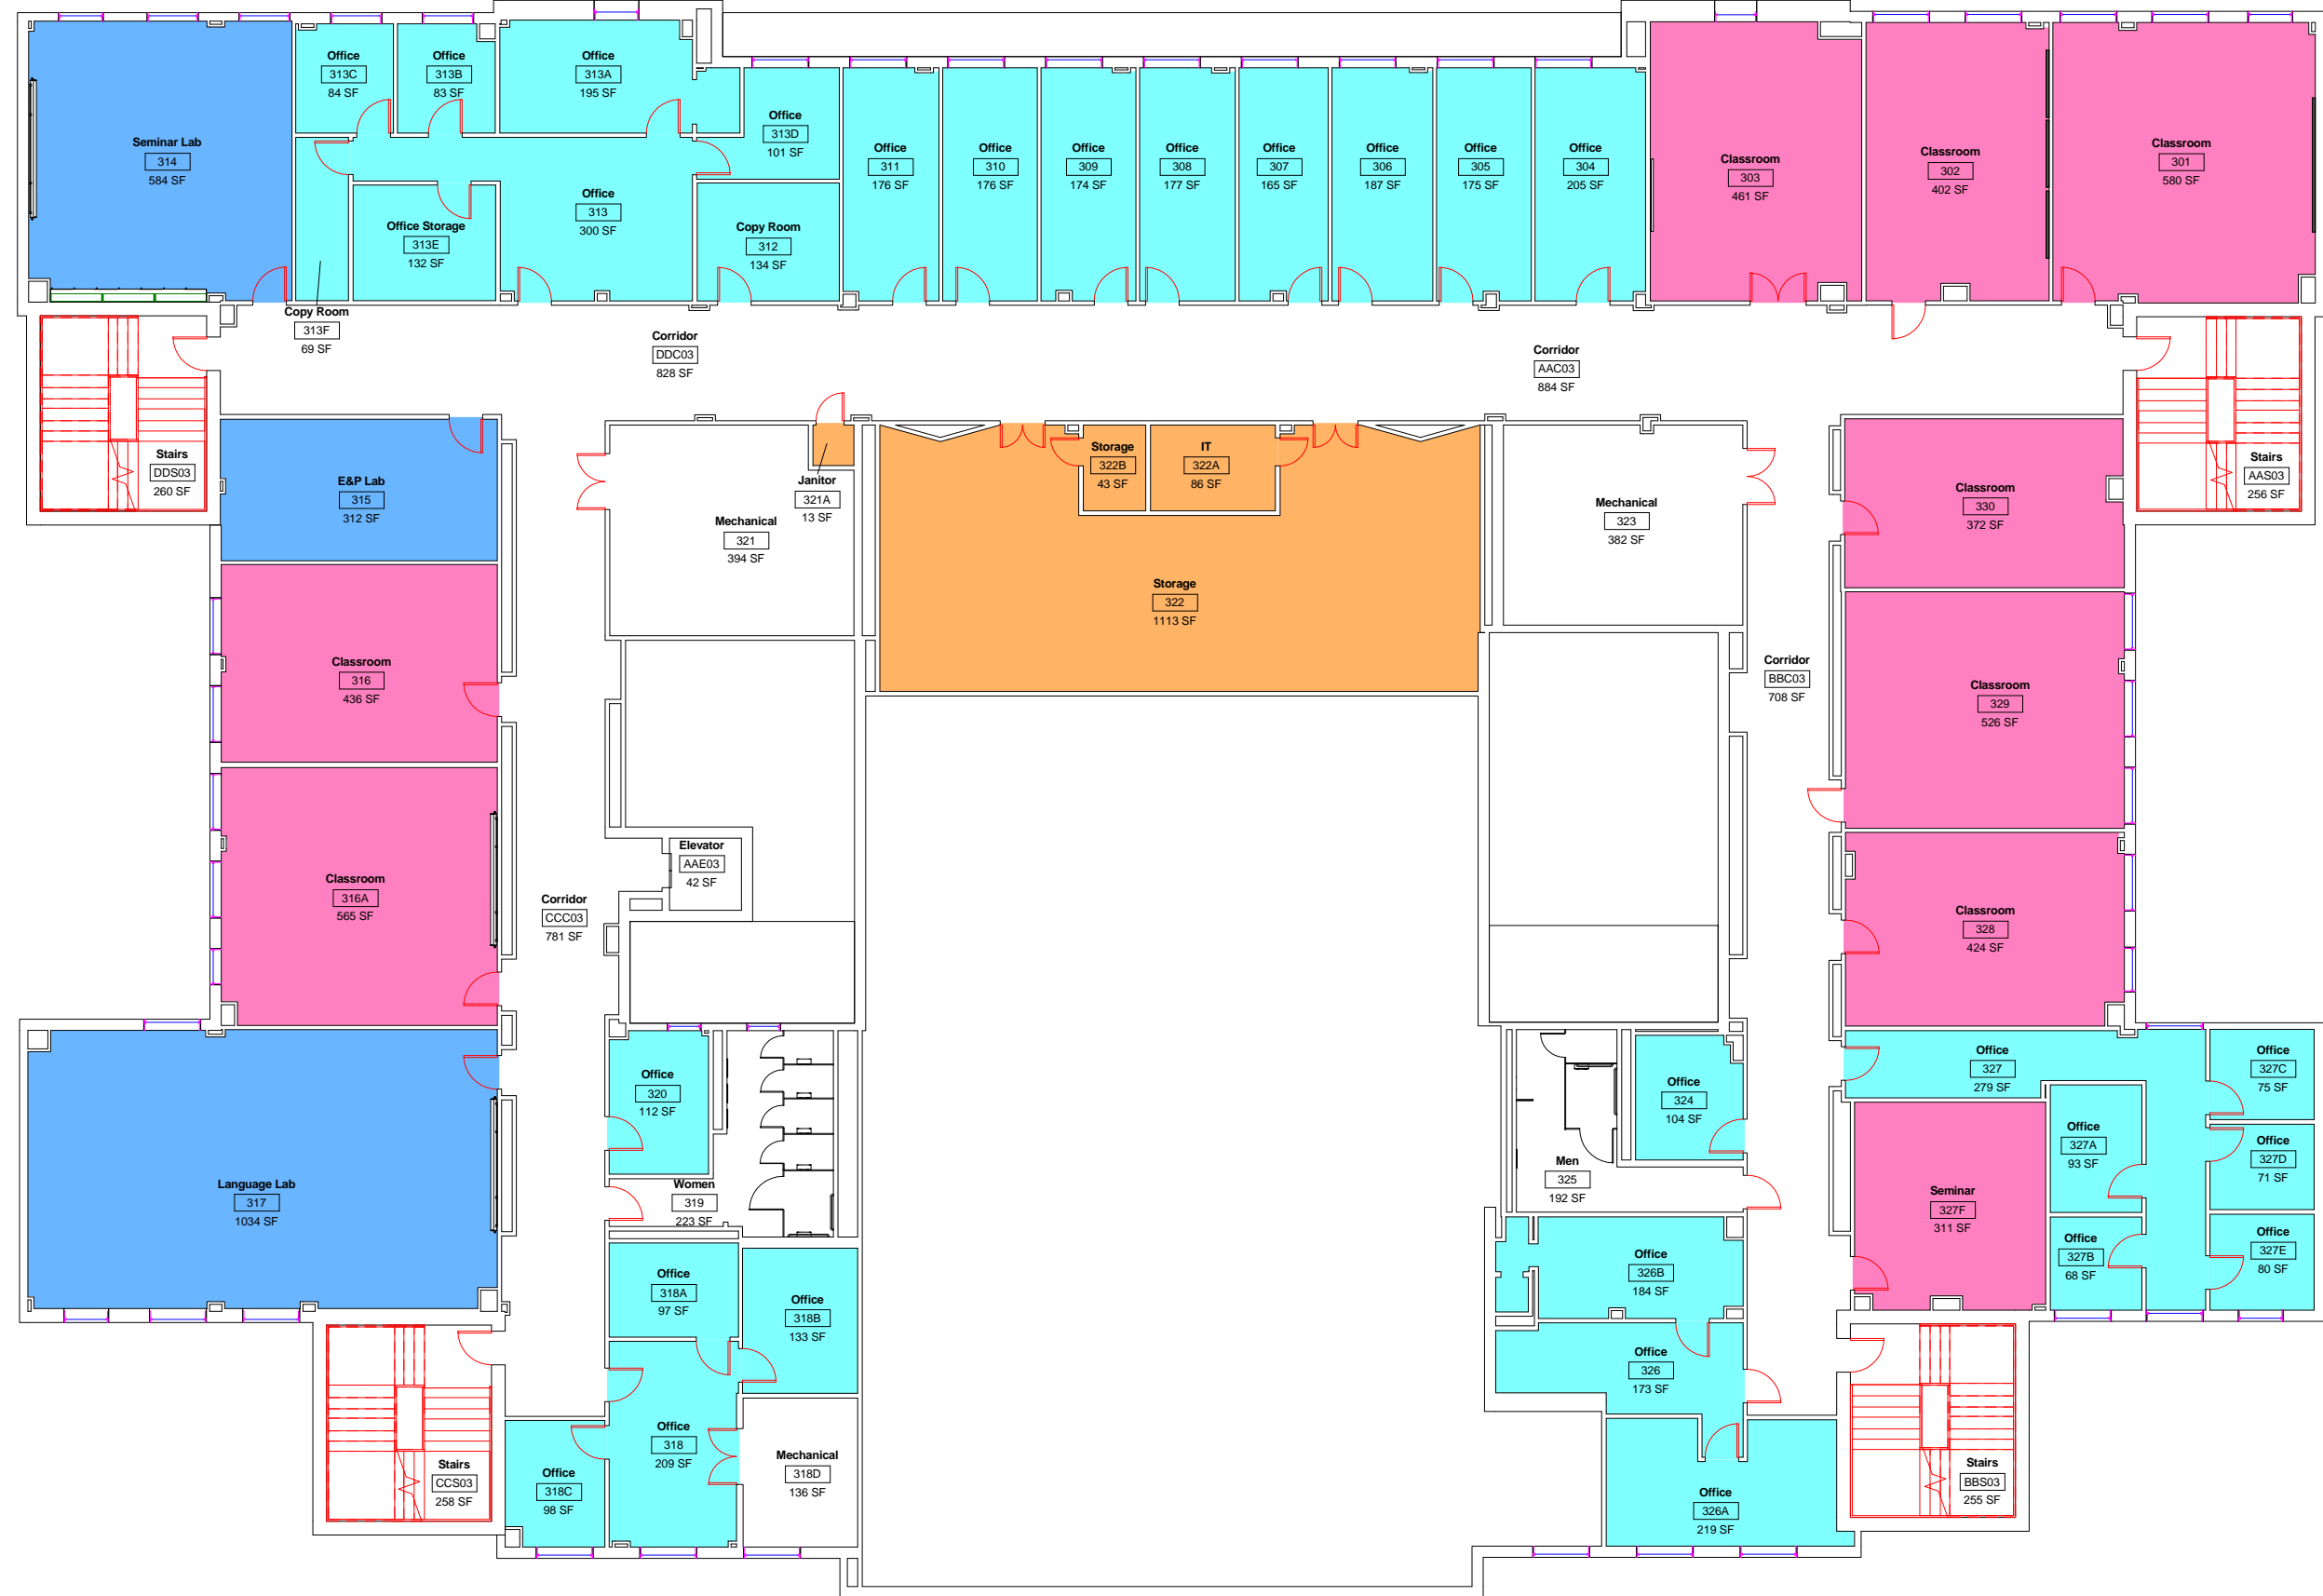 Seminar Lab
314
584 SF
Office
313C
84 SF
Office
313B
83 SF
Office
313A
195 SF
Office
313D
101 SF
Office
311
176 SF
Office
310
176 SF
Office
309
174 SF
Office
308
177 SF
Office
307
165 SF
Office
306
187 SF
Office
305
175 SF
Office
304
205 SF
Classroom
303
461 SF
Classroom
302
402 SF
Classroom
301
580 SF
Office Storage
313E
132 SF
Office
313
300 SF
Copy Room
312
134 SF
Copy Room
313F
69 SF
Corridor
DDC03
828 SF
Corridor
AAC03
884 SF
Stairs
DDS03
260 SF
E&P Lab
315
312 SF
Mechanical
321
394 SF
Janitor
321A
13 SF
Storage
322B
43 SF
IT
322A
86 SF
Storage
322
1113 SF
Mechanical
323
382 SF
Classroom
330
372 SF
Stairs
AAS03
256 SF
Classroom
316
436 SF
Corridor
BBC03
708 SF
Classroom
329
526 SF
Classroom
316A
565 SF
Corridor
CCC03
781 SF
Elevator
AAE03
42 SF
Classroom
328
424 SF
Language Lab
317
1034 SF
Office
320
112 SF
Women
319
223 SF
Men
325
192 SF
Office
324
104 SF
Office
327
279 SF
Office
327C
75 SF
Office
327A
93 SF
Office
327D
71 SF
Seminar
327F
311 SF
Office
327B
68 SF
Office
327E
80 SF
Office
318A
97 SF
Office
318B
133 SF
Office
326B
184 SF
Office
326
173 SF
Stairs
CCS03
258 SF
Office
318C
98 SF
Office
318
209 SF
Mechanical
318D
136 SF
Office
326A
219 SF
Stairs
BBS03
255 SF